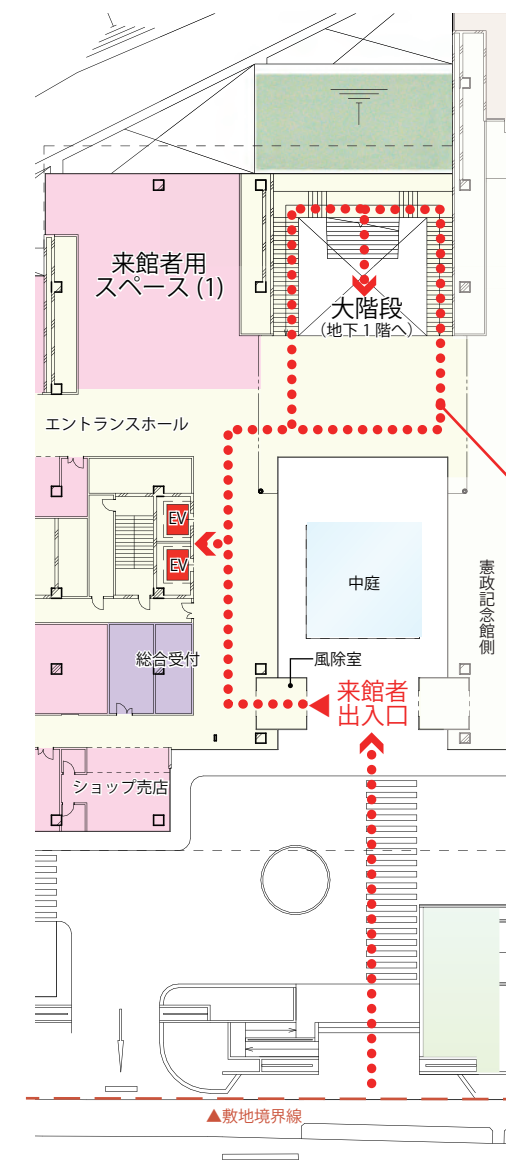 来館者用
スペース (1)
大階段
(地下 1 階へ)
エントランスホール
EV
EV
中庭
憲政記念館側
総合受付
風除室
来館者
出入口
ショップ売店
▲敷地境界線